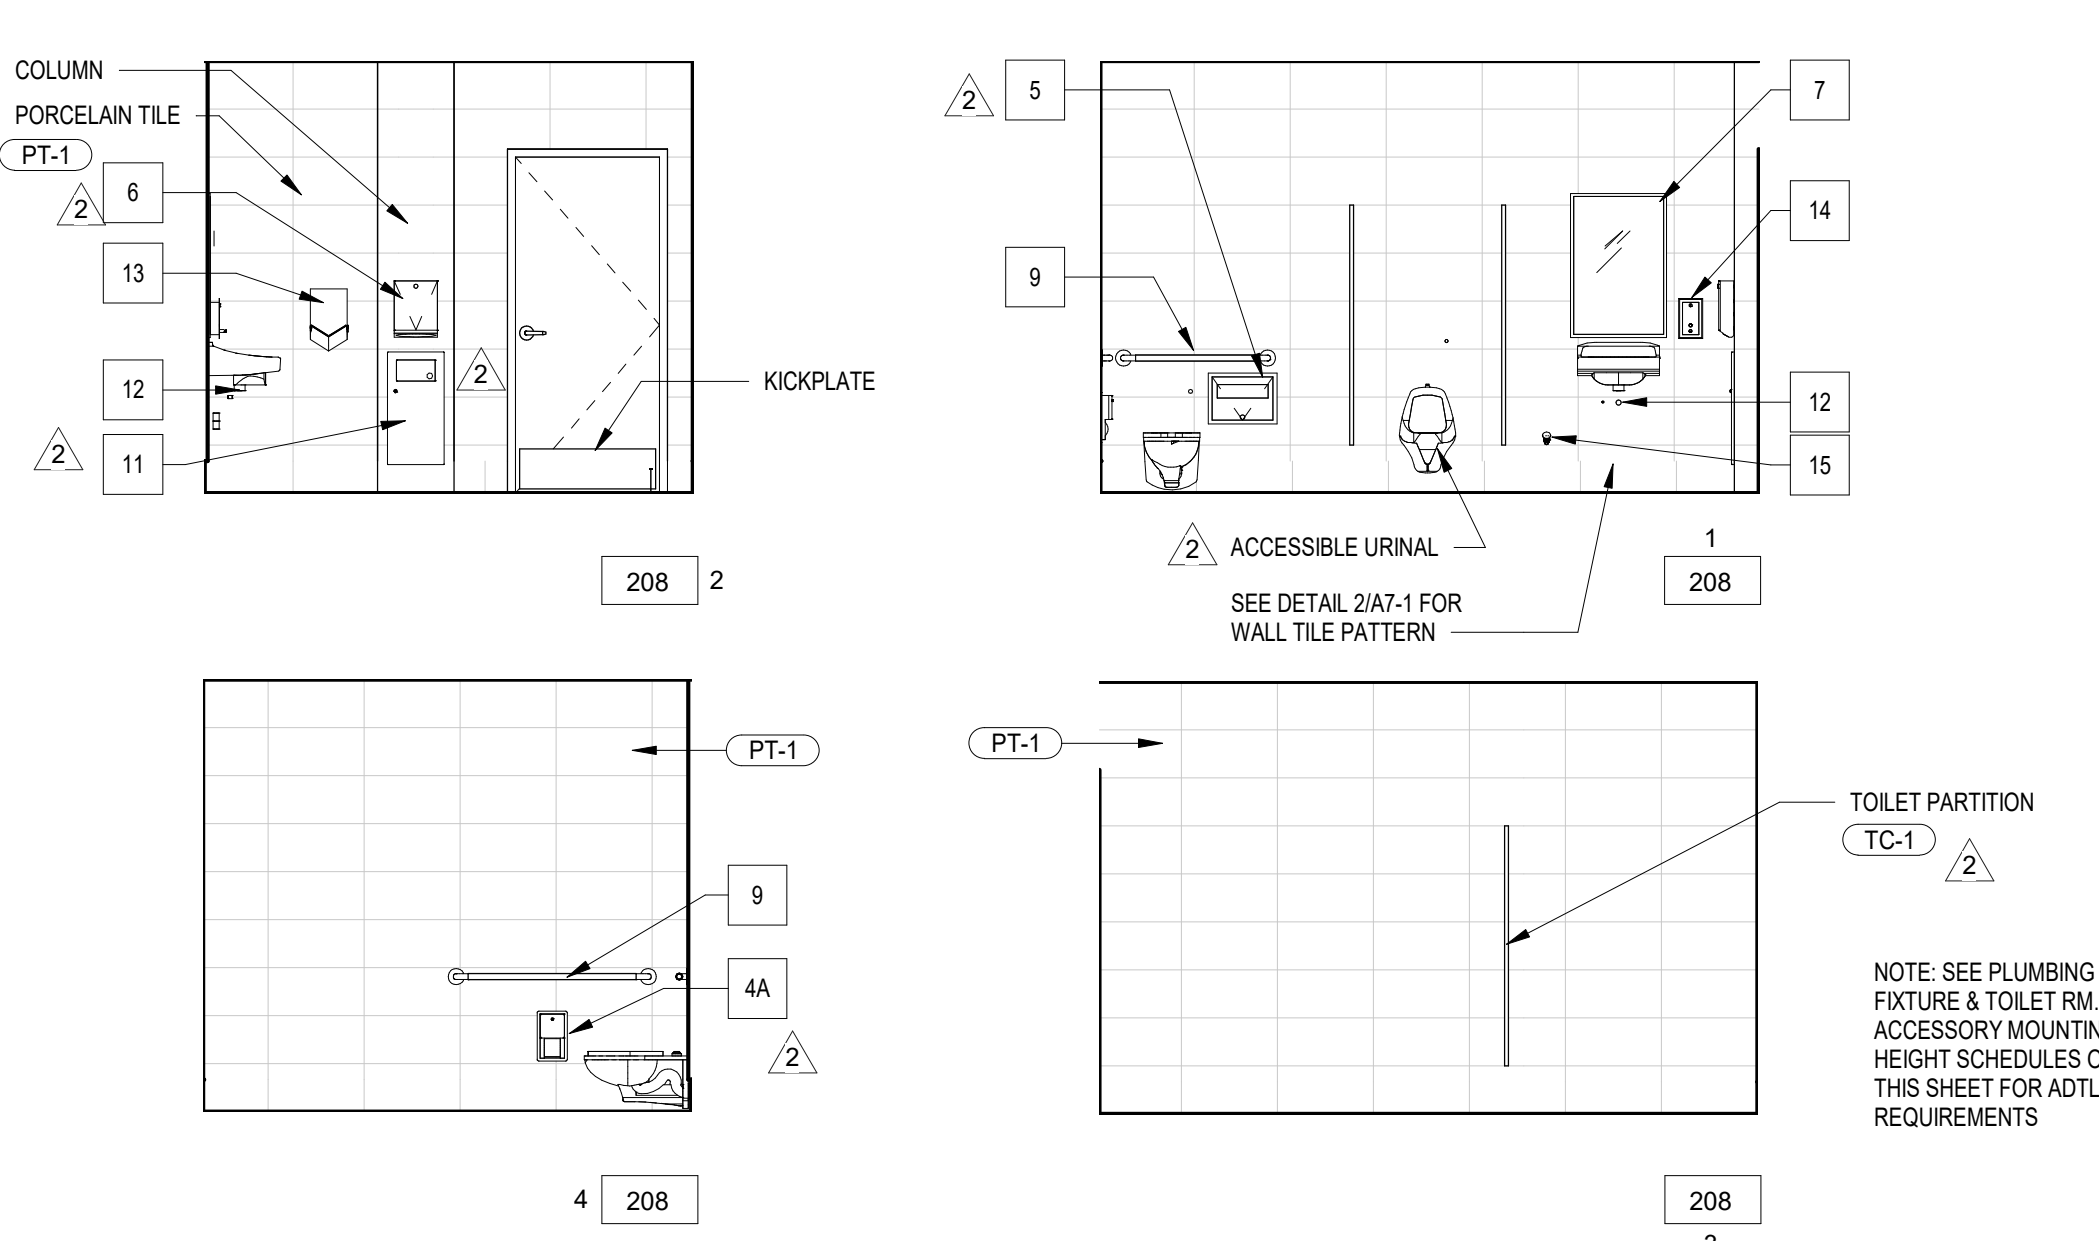 COLUMN
PORCELAIN TILE
PT-1
2
6
13
12
2
11
2
KICKPLATE
208 2
2
5
9
7
14
12
15
2
ACCESSIBLE URINAL
SEE DETAIL 2/A7-1 FOR
WALL TILE PATTERN
1
208
PT-1
9
4A
2
4 208
PT-1
TOILET PARTITION
TC-1
2
NOTE: SEE PLUMBING
FIXTURE & TOILET RM.
ACCESSORY
HEIGHT SCHEDULES
THIS SHEET FOR ADTL
REQUIREMENTS
208